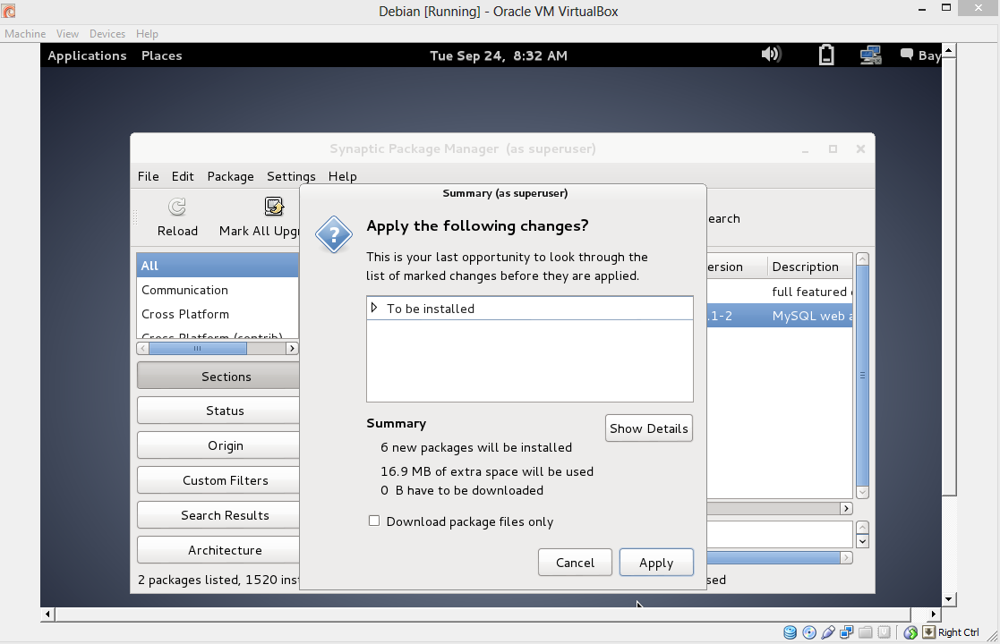 Debian [Running] - Oracle VM VirtualBox
Machine View Devices Help
Applications Places Tue Sep 24, 8:32 AM Bay
Synaptic Package Manager (as superuser)
File Edit Package Settings Help
Reload
Mark All Upgr
earch
Summary (as superuser)
Apply the following changes?
This is your last opportunity to look through the
list of marked changes before they are applied.
To be installed
Summary
Show Details
6 new packages will be installed
16.9 MB of extra space will be used
0 B have to be downloaded
Download package files only
Cancel
Apply
All
Communication
Cross Platform
Cross Platform (contrib)
Sections
Status
Origin
Custom Filters
Search Results
Architecture
ersion Description
full featured
.1-2 MySQL web a
2 packages listed, 1520 inst
sed
Right Ctrl